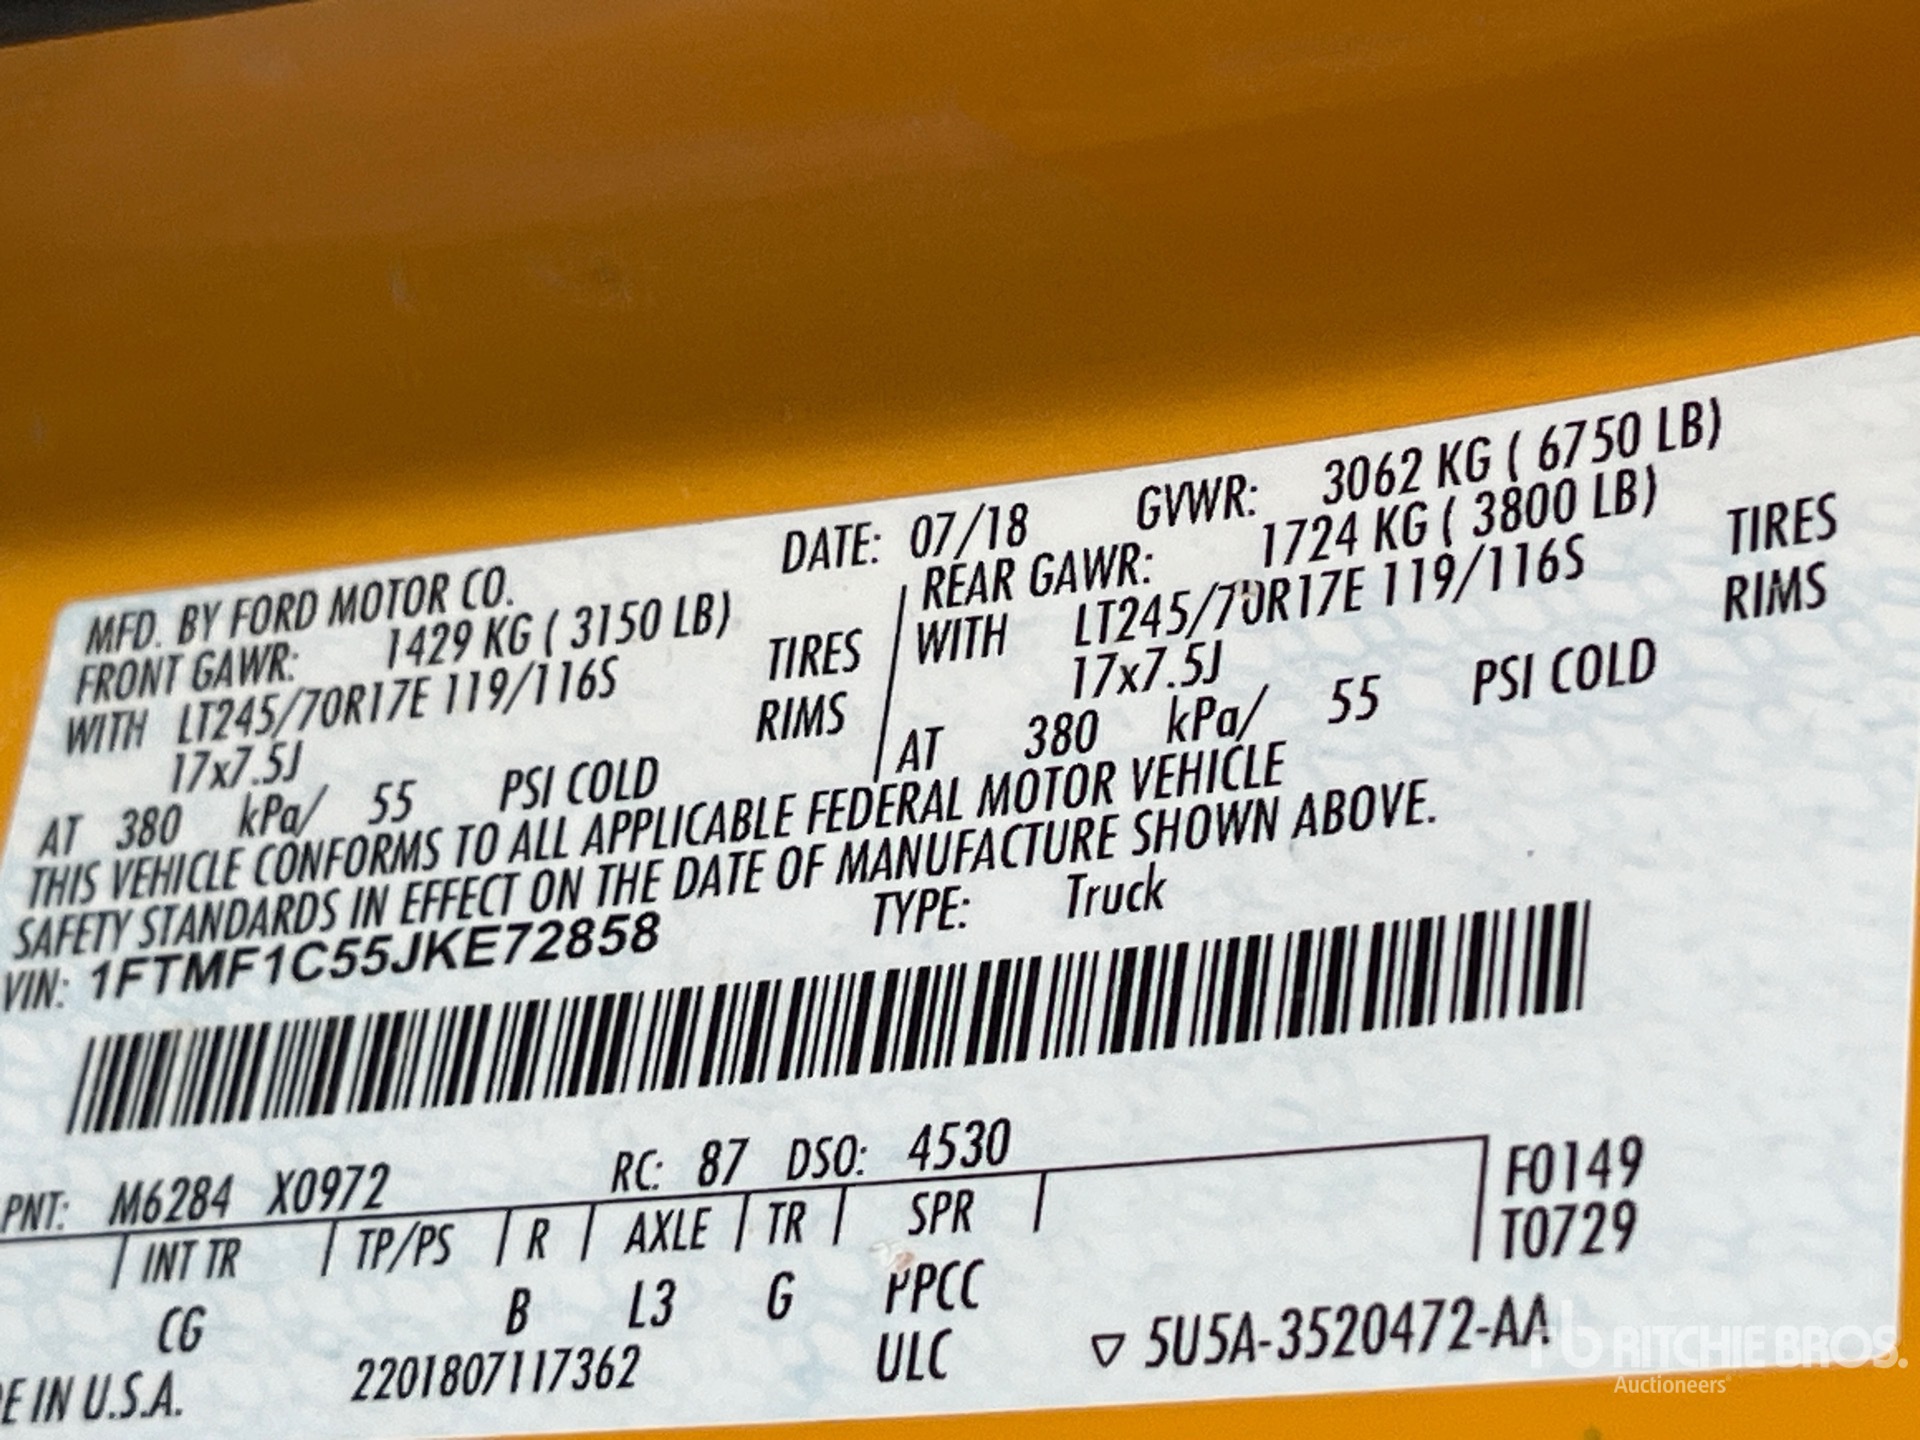 MFD. BY FORD MOTOR CO. DATE: 07/18 GVWR: 3062 KG ( 6750 LB)
FRONT GAWR: 1429 KG ( 3150 LB) REAR GAWR: 1724 KG ( 3800 LB)
WITH LT245/70R17E 119/116S TIRES WITH LT245/70R17E 119/116S TIRES
17x7.5J RIMS 17x7.5J RIMS
AT 380 kPa/ 55 PSI COLD AT 380 kPa/ 55 PSI COLD
THIS VEHICLE CONFORMS TO ALL APPLICABLE FEDERAL MOTOR VEHICLE
SAFETY STANDARDS IN EFFECT ON THE DATE OF MANUFACTURE SHOWN ABOVE.
VIN: 1FTMF1C55JKE72858 TYPE: Truck
PNT: M6284 X0972 RC: 87 DSO: 4530
INT TR TP/PS R AXLE TR SPR
CG B L3 G PPCC
F0149
T0729
E IN U.S.A. 2201807117362 ULC ▽ 5U5A-3520472-AA
rb RITCHIE BROS.
Auctioneers